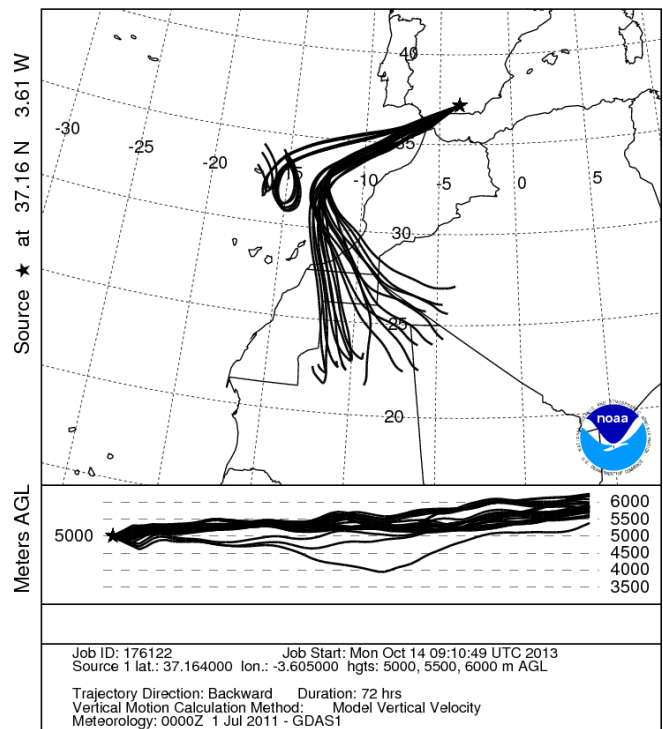 Source ★ at 37.16 N 3.61 W
40
-30
-25
-20
35
-10
-5
0
5
30
25
20
noaa
Meters AGL
5000
6000
5500
5000
4500
4000
3500
Job ID: 176122 Job Start: Mon Oct 14 09:10:49 UTC 2013
Source 1 lat.: 37.164000 lon.: -3.605000 hgts: 5000, 5500, 6000 m AGL
Trajectory Direction: Backward Duration: 72 hrs
Vertical Motion Calculation Method: Model Vertical Velocity
Meteorology: 0000Z 1 Jul 2011 - GDAS1